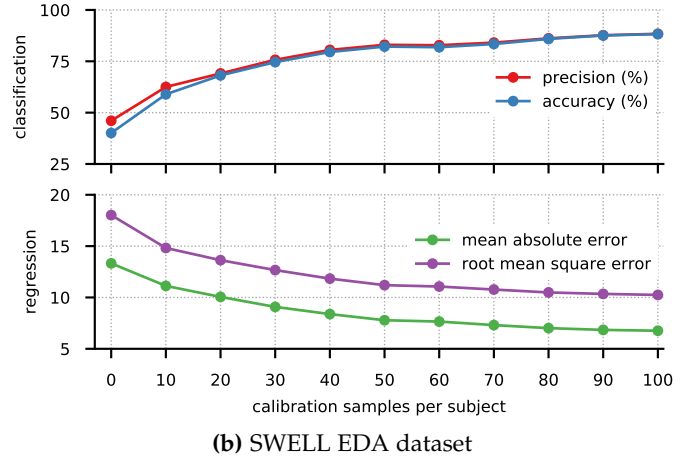 100
75
50
25
classification
precision (%)
accuracy (%)
20
15
10
5
regression
mean absolute error
root mean square error
0 10 20 30 40 50 60 70 80 90 100
calibration samples per subject
(b) SWELL EDA dataset